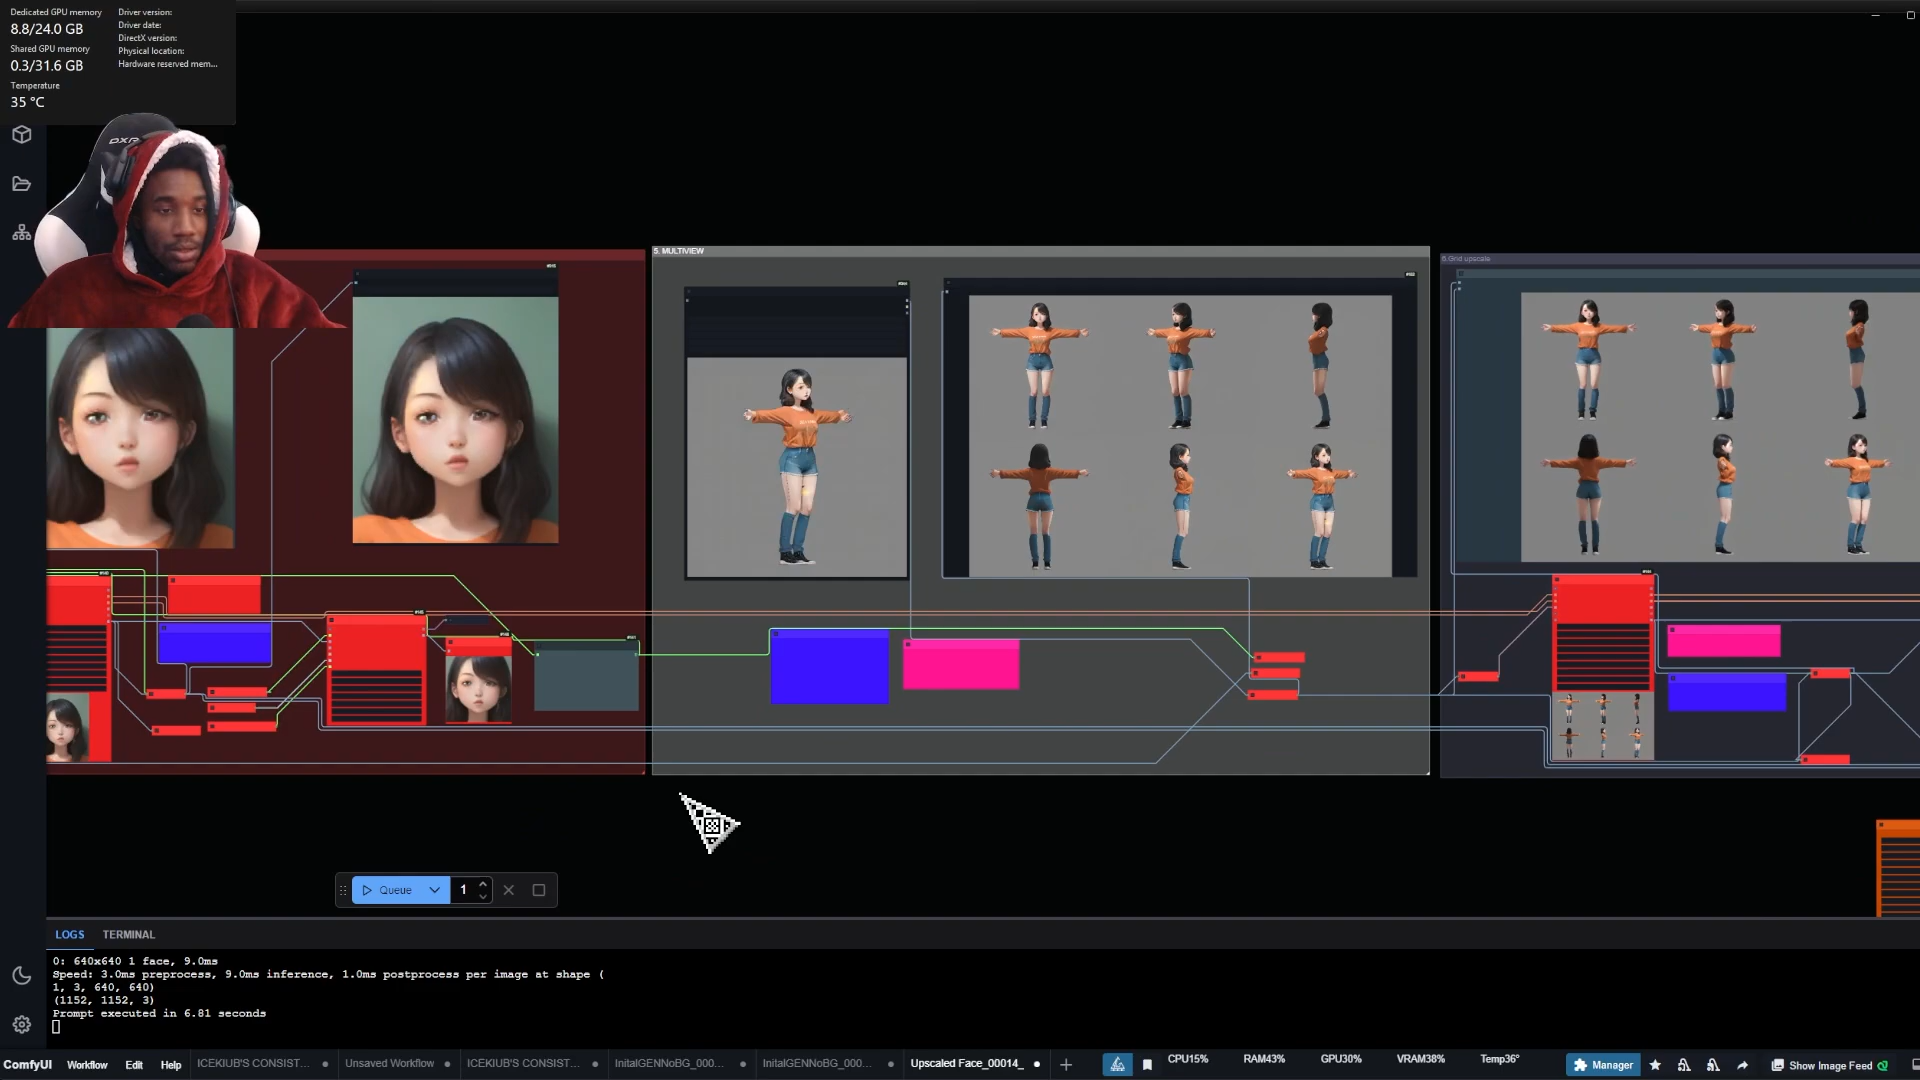 Dedicated GPU memory
8.8/24.0 GB
Shared GPU memory
0.3/31.6 GB
Temperature
35 °C
Driver version:
Driver date:
DirectX version:
Physical location:
Hardware reserved mem...
5. MULTIVIEW
6.Grid upscale
Queue
1
LOGS
TERMINAL
0: 640x640 1 face, 9.0ms
Speed: 3.0ms preprocess, 9.0ms inference, 1.0ms postprocess per image at shape (
1, 3, 640, 640)
(1152, 1152, 3)
Prompt executed in 6.81 seconds
ComfyUI
Workflow
Edit
Help
ICEKIUB'S CONSIST...
Unsaved Workflow
ICEKIUB'S CONSIST...
InitalGENNoBG_000...
InitalGENNoBG_000...
Upscaled Face_00014_
CPU15%
RAM43%
GPU30%
VRAM38%
Temp36°
Manager
Show Image Feed